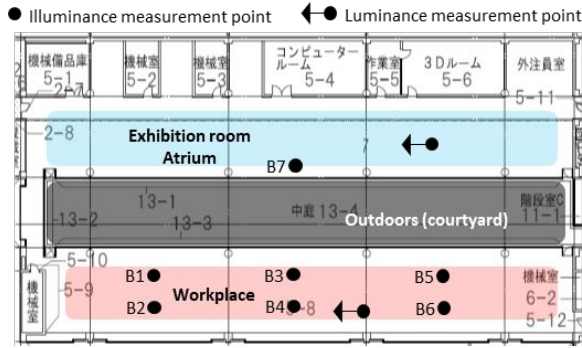 Illuminance measurement point
Luminance measurement point
機械備品庫
5-1
機械室
5-2
機械室
5-3
コンピューター
ルーム
5-4
作業室
5-5
3Dルーム
5-6
外注員室
5-11
2-7
2-8
Exhibition room
Atrium
7
B7
13-1
13-2
13-3
中庭 13-4
Outdoors (courtyard)
階段室C
11-1
5-10
5-9
機械室
B1
B2
Workplace
B3
B4
-8
B5
B6
機械室
6-2
5-12